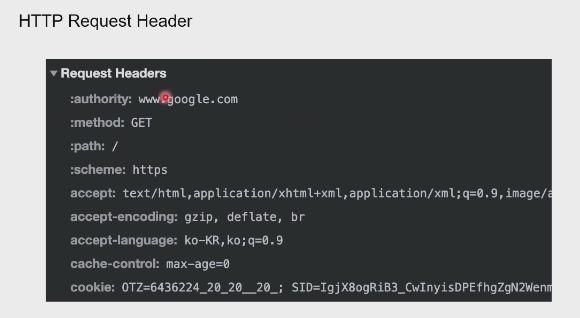 HTTP Request Header
▼ Request Headers
:authority: www.google.com
:method: GET
:path: /
:scheme: https
accept: text/html,application/xhtml+xml,application/xml;q=0.9,image/a
accept-encoding: gzip, deflate, br
accept-language: ko-KR,ko;q=0.9
cache-control: max-age=0
cookie: OTZ=6436224_20_20__20_; SID=IgjX8ogRiB3_CwInyisDPEfhgZgN2Wenm